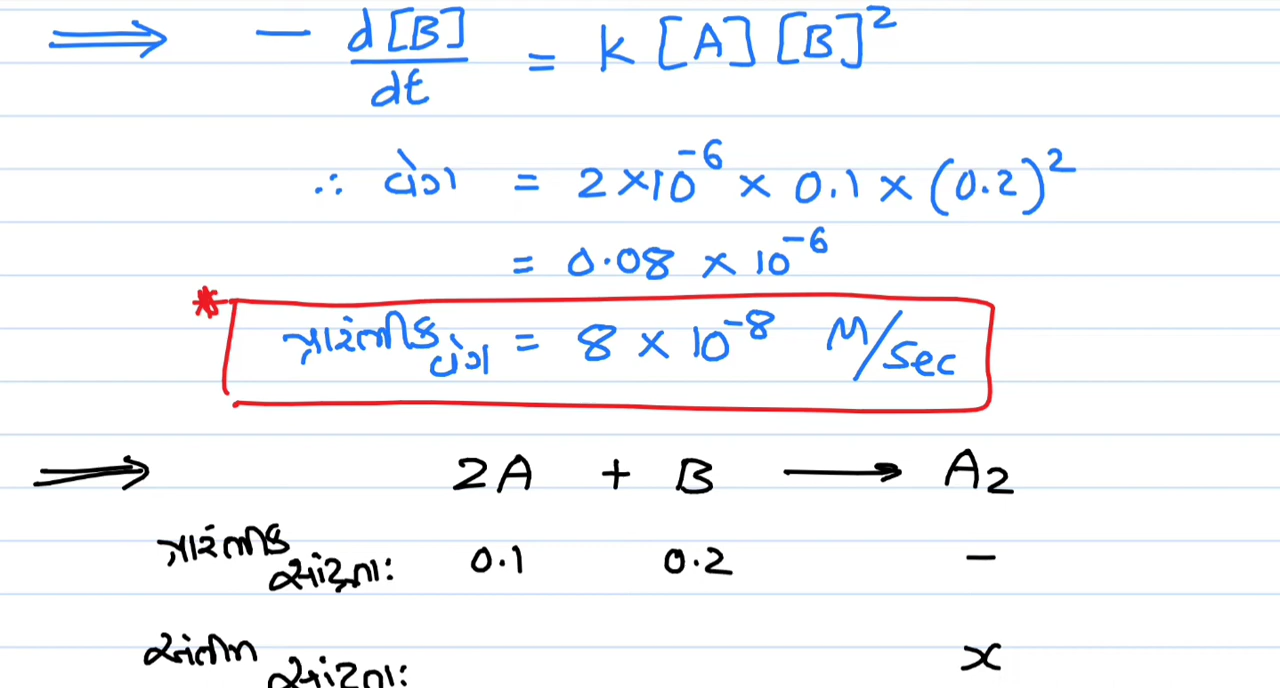 ⟹ - d[B]/dt = k [A] [B]²
∴ વેગ = 2 × 10⁻⁶ × 0.1 × (0.2)²
= 0.08 × 10⁻⁶
* પ્રારંભીક વેગ = 8 × 10⁻⁸ M/sec
⟹ 2A + B ⟶ A₂
પ્રારંભીક સાંદ્રતા: 0.1 0.2 -
અંતીમ સાંદ્રતા: x